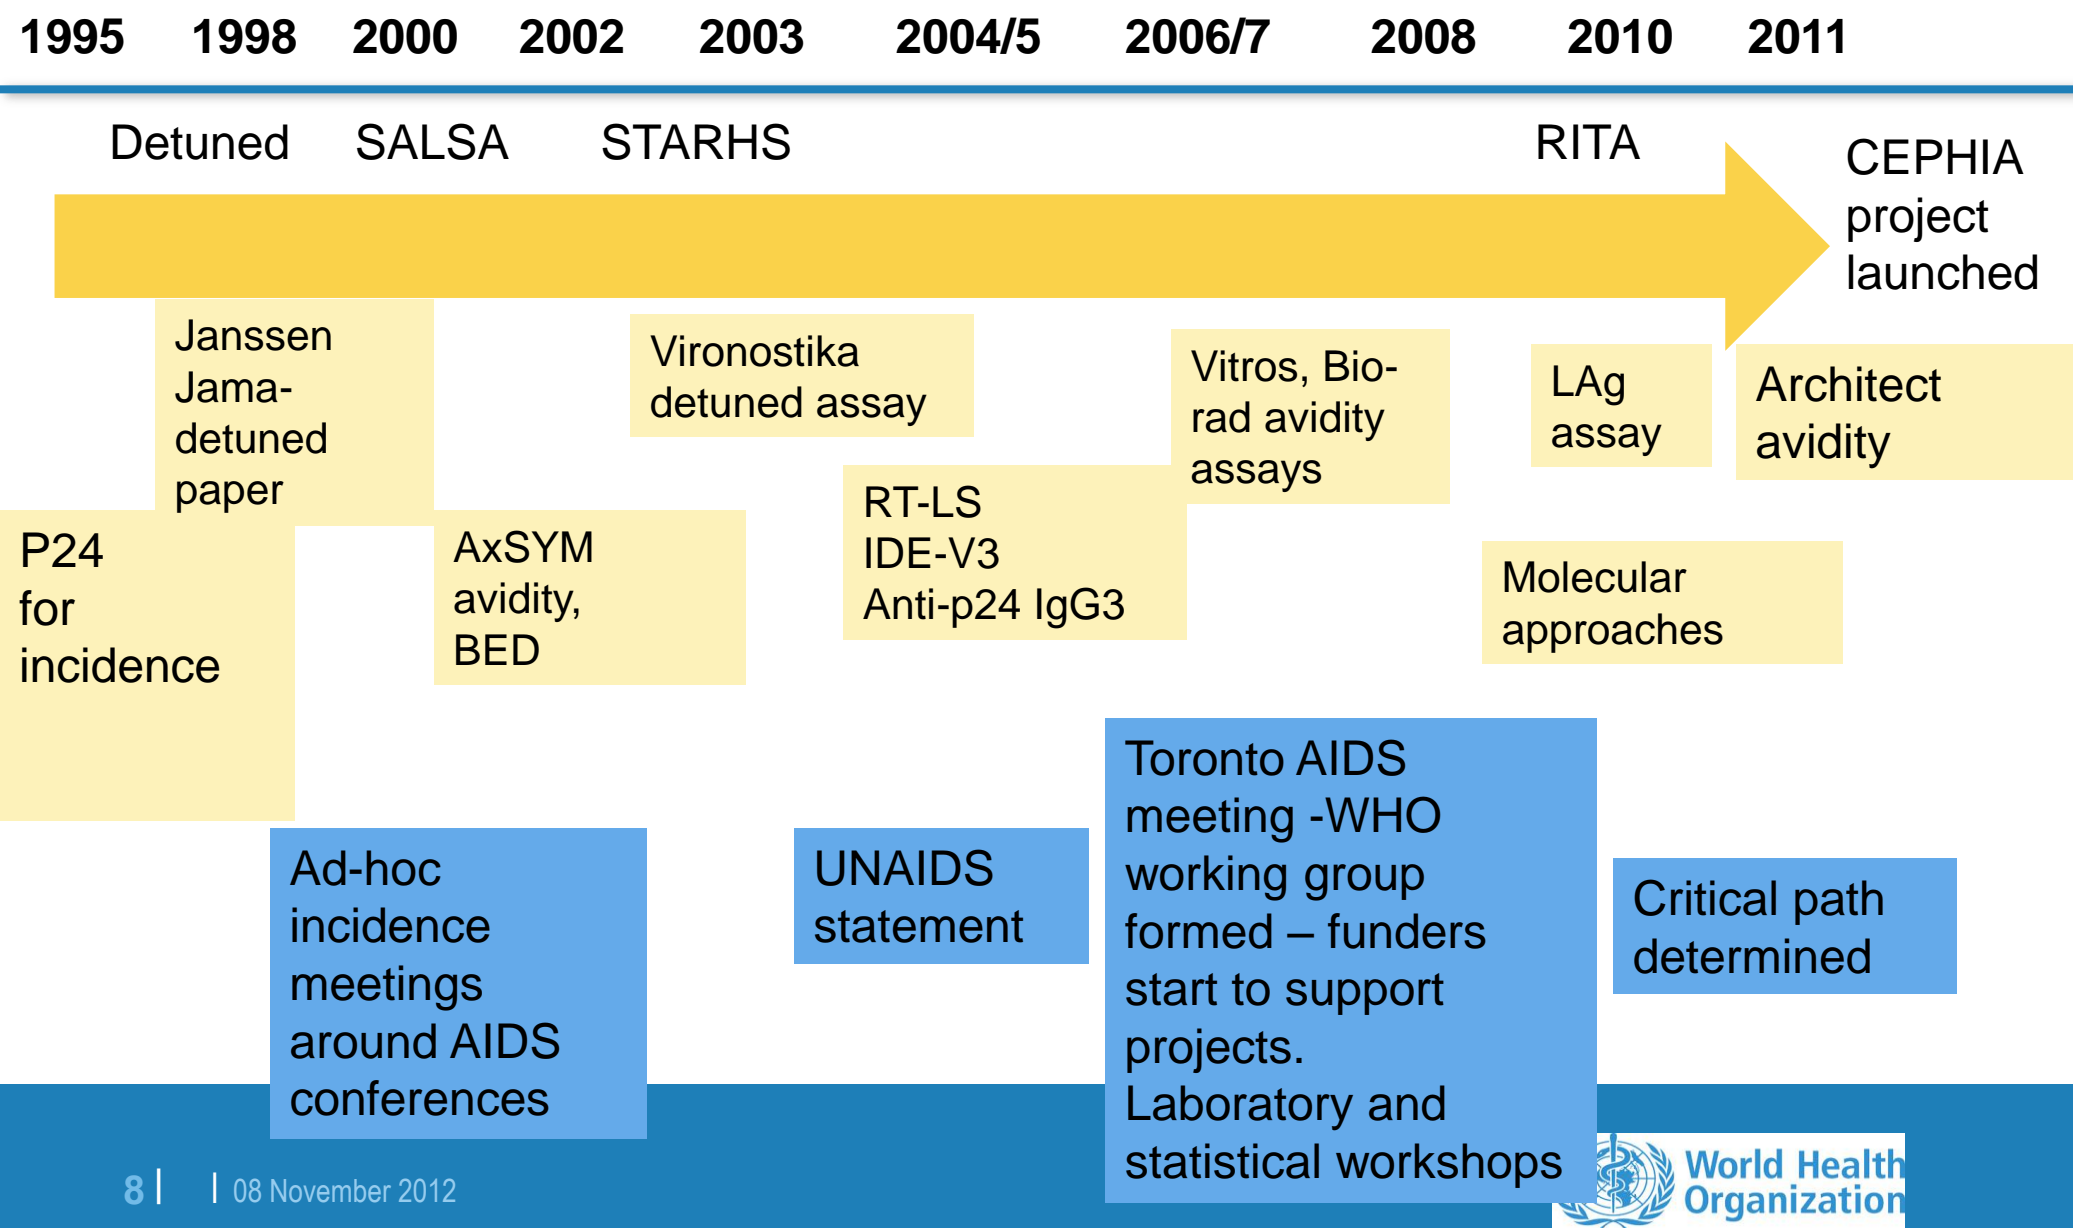 1995 1998 2000 2002 2003 2004/5 2006/7 2008 2010 2011
Detuned SALSA STARHS RITA
CEPHIA
project
launched
Janssen
Jama-
detuned
paper
Vironostika
detuned assay
Vitros, Bio-
rad avidity
assays
LAg
assay
Architect
avidity
P24
for
incidence
AxSYM
avidity,
BED
RT-LS
IDE-V3
Anti-p24 IgG3
Molecular
approaches
Ad-hoc
incidence
meetings
around AIDS
conferences
UNAIDS
statement
Toronto AIDS
meeting -WHO
working group
formed – funders
start to support
projects.
Laboratory and
statistical workshops
Critical path
determined
8 | | 08 November 2012
World Health
Organization